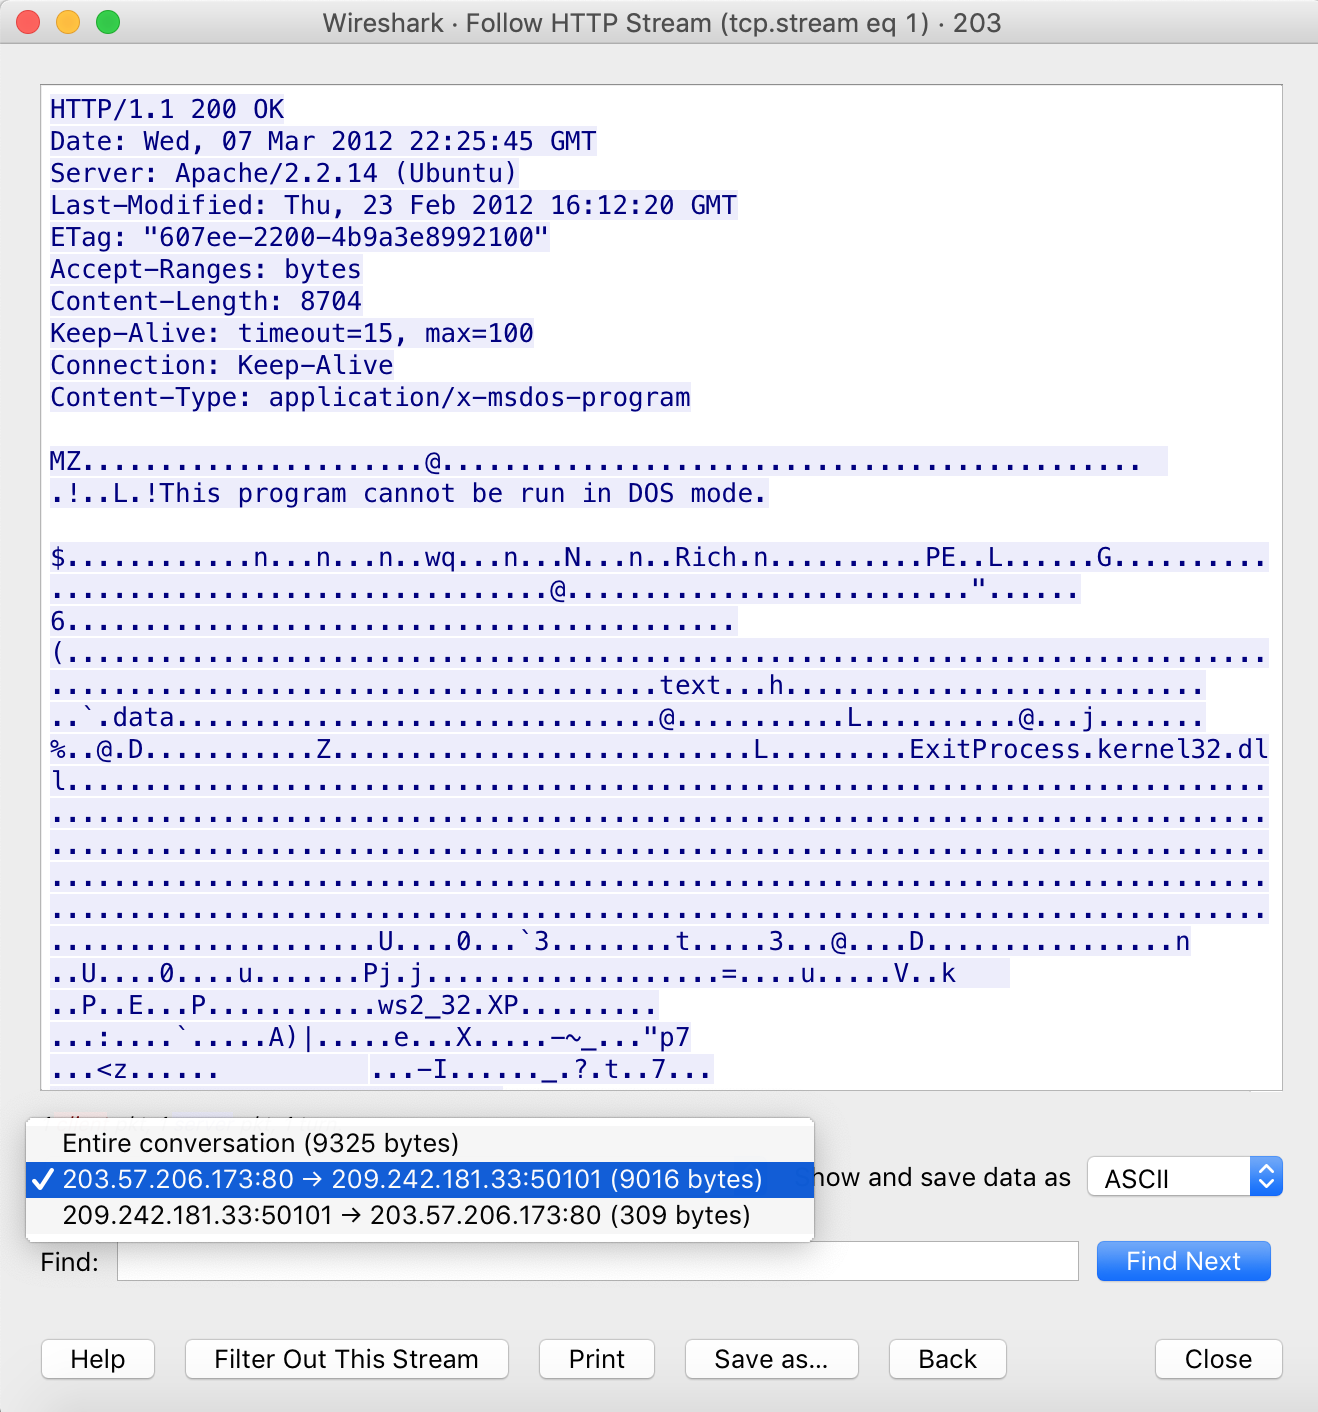 Wireshark · Follow HTTP Stream (tcp.stream eq 1) · 203
HTTP/1.1 200 OK
Date: Wed, 07 Mar 2012 22:25:45 GMT
Server: Apache/2.2.14 (Ubuntu)
Last-Modified: Thu, 23 Feb 2012 16:12:20 GMT
ETag: "607ee-2200-4b9a3e8992100"
Accept-Ranges: bytes
Content-Length: 8704
Keep-Alive: timeout=15, max=100
Connection: Keep-Alive
Content-Type: application/x-msdos-program
MZ......................@.............................................
.!..L.!This program cannot be run in DOS mode.
$............n...n...n..wq...n...N...n..Rich.n..........PE..L......G..........
................................@.........................."......
6...........................................
(.............................................................................
.......................................text...h...........................
..`.data...............................@...........L..........@...j.......
%..@.D...........Z...........................L.........ExitProcess.kernel32.dl
l.............................................................................
..............................................................................
..............................................................................
..............................................................................
..............................................................................
.....................U....0...`3........t.....3...@....D................n
..U....0....u.......Pj.j...................=....u.....V..k
..P..E...P...........ws2_32.XP.........
...:....`.....A)|.....e...X.....-~_..."p7
...<z...... ...-I......_.?.t..7...
Entire conversation (9325 bytes)
✓ 203.57.206.173:80 → 209.242.181.33:50101 (9016 bytes) how and save data as ASCII
209.242.181.33:50101 → 203.57.206.173:80 (309 bytes)
Find: Find Next
Help Filter Out This Stream Print Save as... Back Close